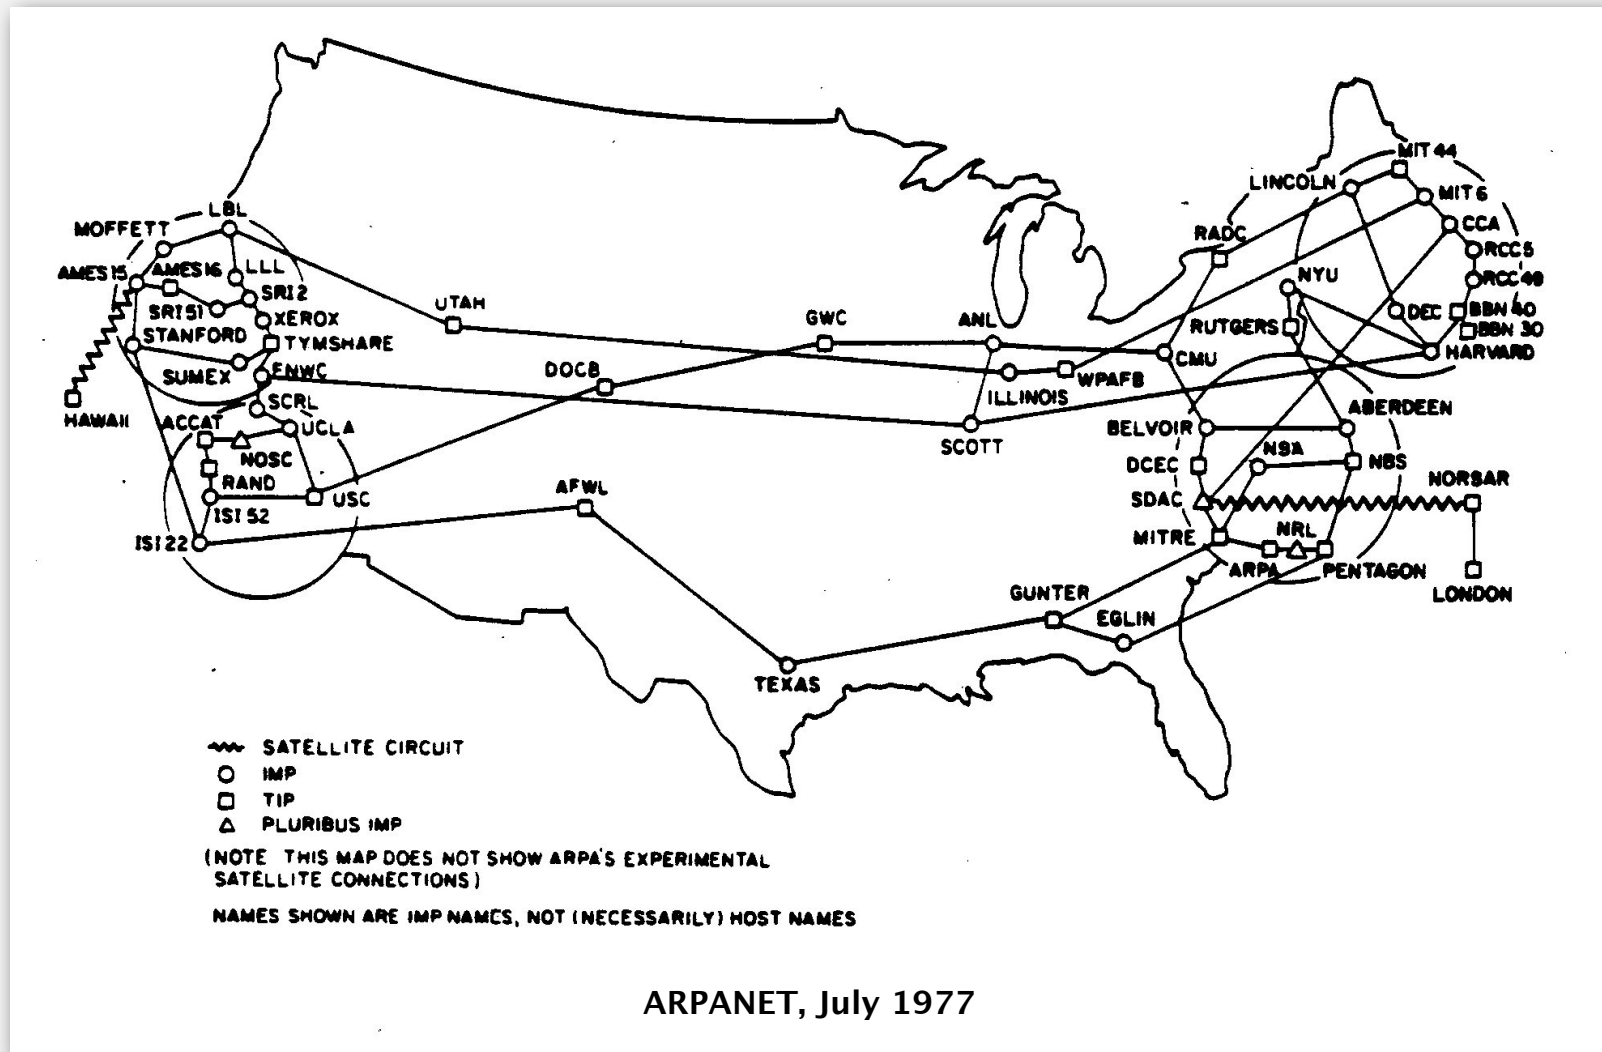 MIT 44
LINCOLN
MIT 6
LBL
CCA
MOFFETT
RADC
RCC 5
AMES 15
AMES 16
LLL
NYU
RCC 49
SRI 2
UTAH
SRI 51
XEROX
GWC
ANL
DEC
BBN 40
RUTGERS
BBN 30
STANFORD
TYMSHARE
HARVARD
CMU
SUMEX
FNWC
DOCB
WPAFB
ILLINOIS
SCRL
ABERDEEN
HAWAII
ACCAT
UCLA
BELVOIR
SCOTT
NSA
NOSC
DCEC
NBS
RAND
AFWL
NORSAR
USC
SDAC
ISI 52
NRL
MITRE
ISI 22
ARPA
PENTAGON
GUNTER
LONDON
EGLIN
TEXAS
SATELLITE CIRCUIT
IMP
TIP
PLURIBUS IMP
(NOTE THIS MAP DOES NOT SHOW ARPA'S EXPERIMENTAL
SATELLITE CONNECTIONS)
NAMES SHOWN ARE IMP NAMES, NOT (NECESSARILY) HOST NAMES
ARPANET, July 1977